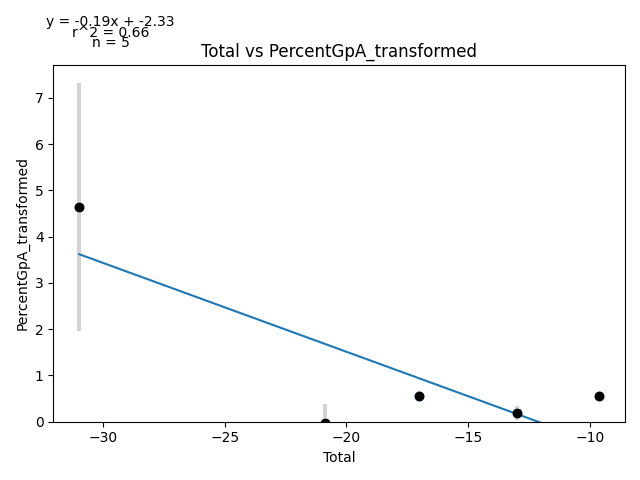 y = -0.19x + -2.33
r^2 = 0.66
n = 5
Total vs PercentGpA_transformed
7
6
5
4
3
2
1
0
PercentGpA_transformed
−30
−25
−20
−15
−10
Total